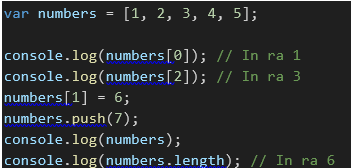 var numbers = [1, 2, 3, 4, 5];
console.log(numbers[0]); // In ra 1
console.log(numbers[2]); // In ra 3
numbers[1] = 6;
numbers.push(7);
console.log(numbers);
console.log(numbers.length); // In ra 6